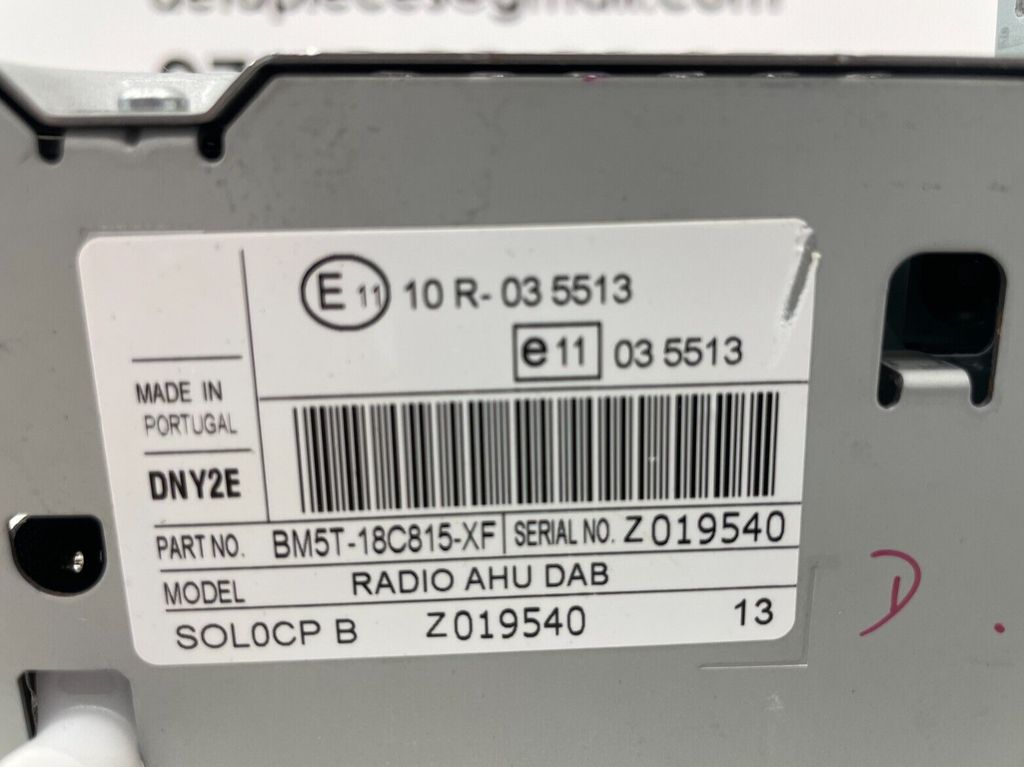 E 11 10 R- 03 5513
e 11 03 5513
MADE IN
PORTUGAL
DNY2E
PART NO. BM5T-18C815-XF SERIAL NO. Z019540
MODEL RADIO AHU DAB
SOL0CP B Z019540 13
D.